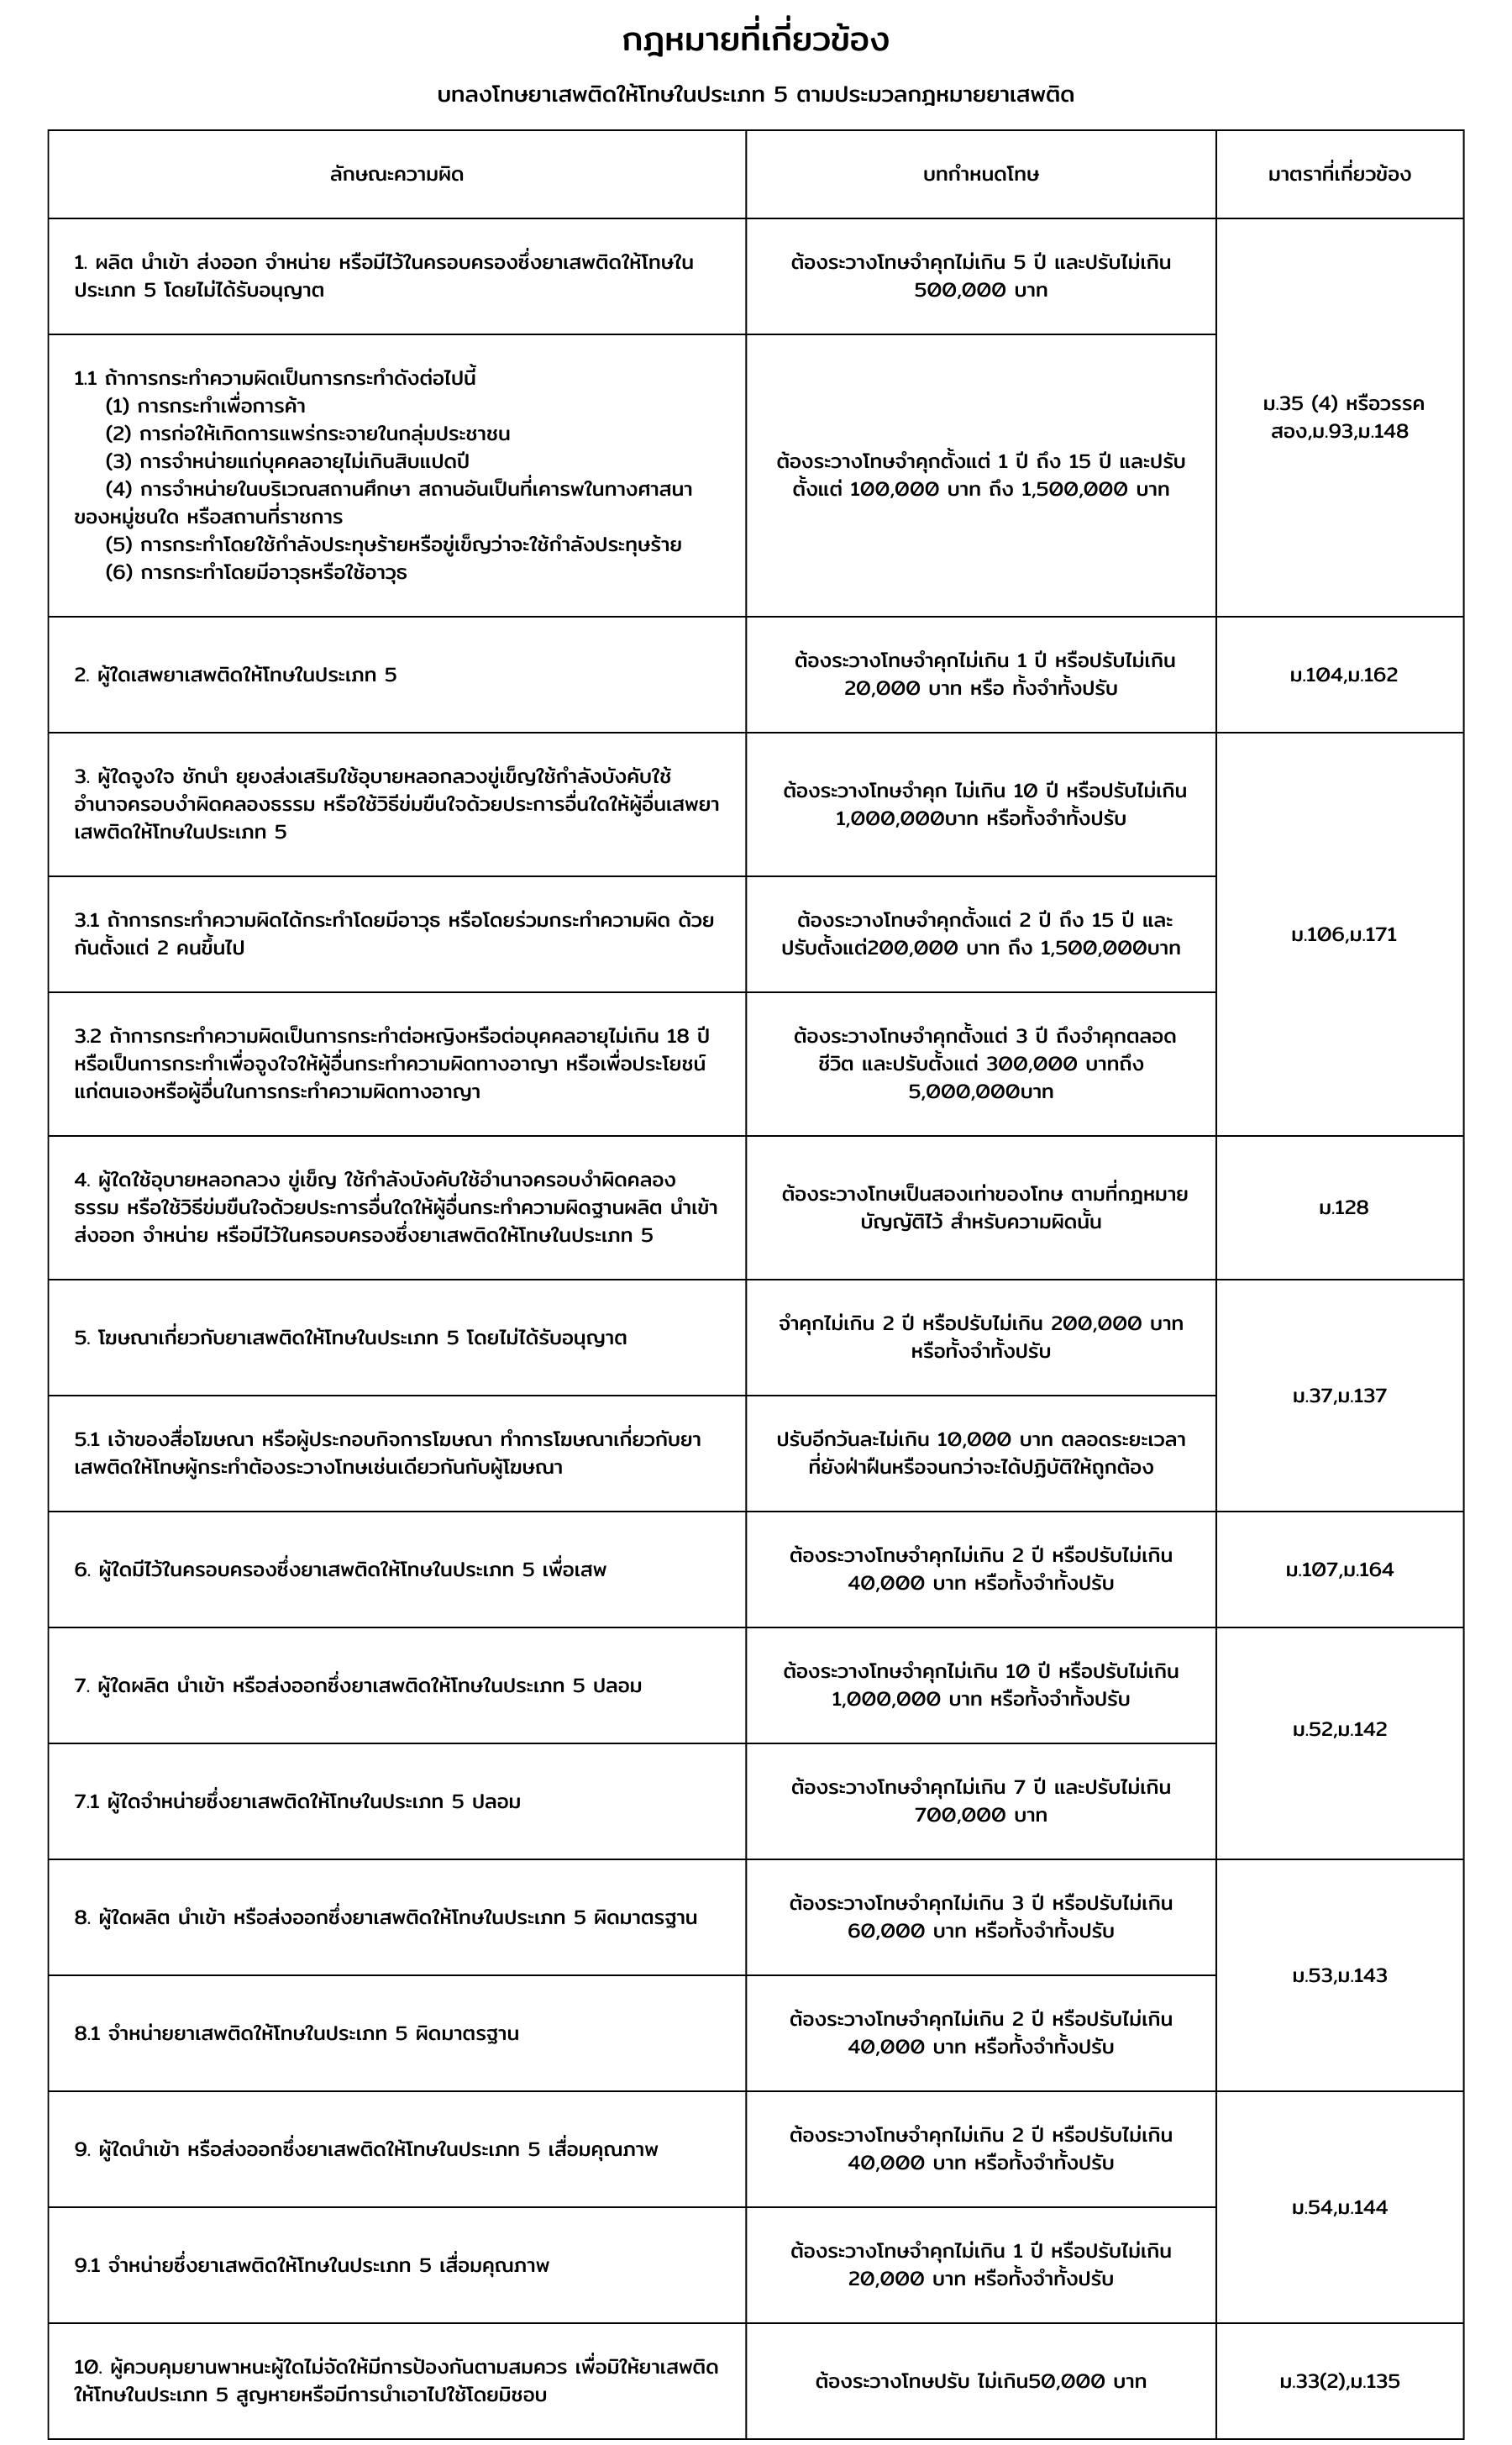 กฎหมายที่เกี่ยวข้อง
บทลงโทษยาเสพติดให้โทษในประเภท 5 ตามประมวลกฎหมายยาเสพติด
ลักษณะความผิด
บทกำหนดโทษ
มาตราที่เกี่ยวข้อง
1. ผลิต นำเข้า ส่งออก จำหน่าย หรือมีไว้ในครอบครองซึ่งยาเสพติดให้โทษใน
ประเภท 5 โดยไม่ได้รับอนุญาต
ต้องระวางโทษจำคุกไม่เกิน 5 ปี และปรับไม่เกิน
500,000 บาท
ม.35 (4) หรือวรรค
สอง,ม.93,ม.148
1.1 ถ้าการกระทำความผิดเป็นการกระทำดังต่อไปนี้
(1) การกระทำเพื่อการค้า
(2) การก่อให้เกิดการแพร่กระจายในกลุ่มประชาชน
(3) การจำหน่ายแก่บุคคลอายุไม่เกินสิบแปดปี
(4) การจำหน่ายในบริเวณสถานศึกษา สถานอันเป็นที่เคารพในทางศาสนา
ของหมู่ชนใด หรือสถานที่ราชการ
(5) การกระทำโดยใช้กำลังประทุษร้ายหรือขู่เข็ญว่าจะใช้กำลังประทุษร้าย
(6) การกระทำโดยมีอาวุธหรือใช้อาวุธ
ต้องระวางโทษจำคุกตั้งแต่ 1 ปี ถึง 15 ปี และปรับ
ตั้งแต่ 100,000 บาท ถึง 1,500,000 บาท
2. ผู้ใดเสพยาเสพติดให้โทษในประเภท 5
ต้องระวางโทษจำคุกไม่เกิน 1 ปี หรือปรับไม่เกิน
20,000 บาท หรือ ทั้งจำทั้งปรับ
ม.104,ม.162
3. ผู้ใดจูงใจ ชักนำ ยุยงส่งเสริมใช้อุบายหลอกลวงขู่เข็ญใช้กำลังบังคับใช้
อำนาจครอบงำผิดคลองธรรม หรือใช้วิธีข่มขืนใจด้วยประการอื่นใดให้ผู้อื่นเสพยา
เสพติดให้โทษในประเภท 5
ต้องระวางโทษจำคุก ไม่เกิน 10 ปี หรือปรับไม่เกิน
1,000,000บาท หรือทั้งจำทั้งปรับ
ม.106,ม.171
3.1 ถ้าการกระทำความผิดได้กระทำโดยมีอาวุธ หรือโดยร่วมกระทำความผิด ด้วย
กันตั้งแต่ 2 คนขึ้นไป
ต้องระวางโทษจำคุกตั้งแต่ 2 ปี ถึง 15 ปี และ
ปรับตั้งแต่200,000 บาท ถึง 1,500,000บาท
3.2 ถ้าการกระทำความผิดเป็นการกระทำต่อหญิงหรือต่อบุคคลอายุไม่เกิน 18 ปี
หรือเป็นการกระทำเพื่อจูงใจให้ผู้อื่นกระทำความผิดทางอาญา หรือเพื่อประโยชน์
แก่ตนเองหรือผู้อื่นในการกระทำความผิดทางอาญา
ต้องระวางโทษจำคุกตั้งแต่ 3 ปี ถึงจำคุกตลอด
ชีวิต และปรับตั้งแต่ 300,000 บาทถึง
5,000,000บาท
4. ผู้ใดใช้อุบายหลอกลวง ขู่เข็ญ ใช้กำลังบังคับใช้อำนาจครอบงำผิดคลอง
ธรรม หรือใช้วิธีข่มขืนใจด้วยประการอื่นใดให้ผู้อื่นกระทำความผิดฐานผลิต นำเข้า
ส่งออก จำหน่าย หรือมีไว้ในครอบครองซึ่งยาเสพติดให้โทษในประเภท 5
ต้องระวางโทษเป็นสองเท่าของโทษ ตามที่กฎหมาย
บัญญัติไว้ สำหรับความผิดนั้น
ม.128
5. โฆษณาเกี่ยวกับยาเสพติดให้โทษในประเภท 5 โดยไม่ได้รับอนุญาต
จำคุกไม่เกิน 2 ปี หรือปรับไม่เกิน 200,000 บาท
หรือทั้งจำทั้งปรับ
ม.37,ม.137
5.1 เจ้าของสื่อโฆษณา หรือผู้ประกอบกิจการโฆษณา ทำการโฆษณาเกี่ยวกับยา
เสพติดให้โทษผู้กระทำต้องระวางโทษเช่นเดียวกันกับผู้โฆษณา
ปรับอีกวันละไม่เกิน 10,000 บาท ตลอดระยะเวลา
ที่ยังฝ่าฝืนหรือจนกว่าจะได้ปฏิบัติให้ถูกต้อง
6. ผู้ใดมีไว้ในครอบครองซึ่งยาเสพติดให้โทษในประเภท 5 เพื่อเสพ
ต้องระวางโทษจำคุกไม่เกิน 2 ปี หรือปรับไม่เกิน
40,000 บาท หรือทั้งจำทั้งปรับ
ม.107,ม.164
7. ผู้ใดผลิต นำเข้า หรือส่งออกซึ่งยาเสพติดให้โทษในประเภท 5 ปลอม
ต้องระวางโทษจำคุกไม่เกิน 10 ปี หรือปรับไม่เกิน
1,000,000 บาท หรือทั้งจำทั้งปรับ
ม.52,ม.142
7.1 ผู้ใดจำหน่ายซึ่งยาเสพติดให้โทษในประเภท 5 ปลอม
ต้องระวางโทษจำคุกไม่เกิน 7 ปี และปรับไม่เกิน
700,000 บาท
8. ผู้ใดผลิต นำเข้า หรือส่งออกซึ่งยาเสพติดให้โทษในประเภท 5 ผิดมาตรฐาน
ต้องระวางโทษจำคุกไม่เกิน 3 ปี หรือปรับไม่เกิน
60,000 บาท หรือทั้งจำทั้งปรับ
ม.53,ม.143
8.1 จำหน่ายยาเสพติดให้โทษในประเภท 5 ผิดมาตรฐาน
ต้องระวางโทษจำคุกไม่เกิน 2 ปี หรือปรับไม่เกิน
40,000 บาท หรือทั้งจำทั้งปรับ
9. ผู้ใดนำเข้า หรือส่งออกซึ่งยาเสพติดให้โทษในประเภท 5 เสื่อมคุณภาพ
ต้องระวางโทษจำคุกไม่เกิน 2 ปี หรือปรับไม่เกิน
40,000 บาท หรือทั้งจำทั้งปรับ
ม.54,ม.144
9.1 จำหน่ายซึ่งยาเสพติดให้โทษในประเภท 5 เสื่อมคุณภาพ
ต้องระวางโทษจำคุกไม่เกิน 1 ปี หรือปรับไม่เกิน
20,000 บาท หรือทั้งจำทั้งปรับ
10. ผู้ควบคุมยานพาหนะผู้ใดไม่จัดให้มีการป้องกันตามสมควร เพื่อมิให้ยาเสพติด
ให้โทษในประเภท 5 สูญหายหรือมีการนำเอาไปใช้โดยมิชอบ
ต้องระวางโทษปรับ ไม่เกิน50,000 บาท
ม.33(2),ม.135